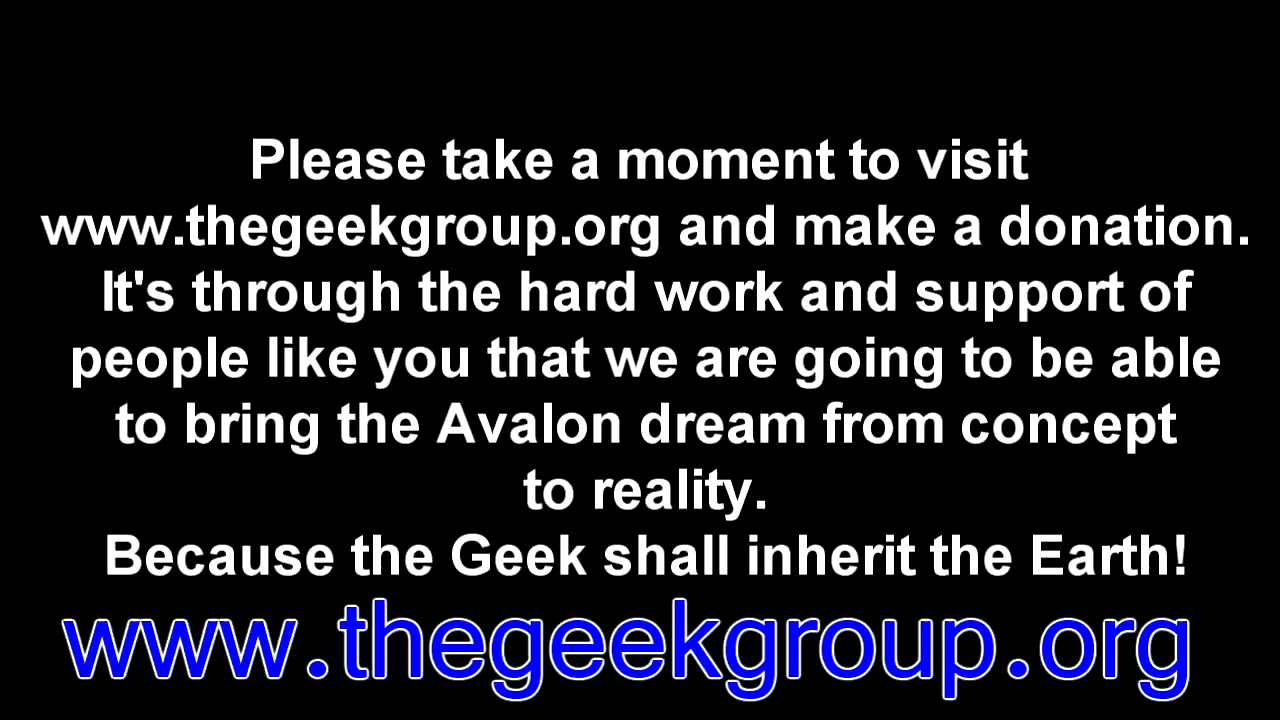 Please take a moment to visit
www.thegeekgroup.org and make a donation.
It's through the hard work and support of
people like you that we are going to be able
to bring the Avalon dream from concept
to reality.
Because the Geek shall inherit the Earth!
www.thegeekgroup.org